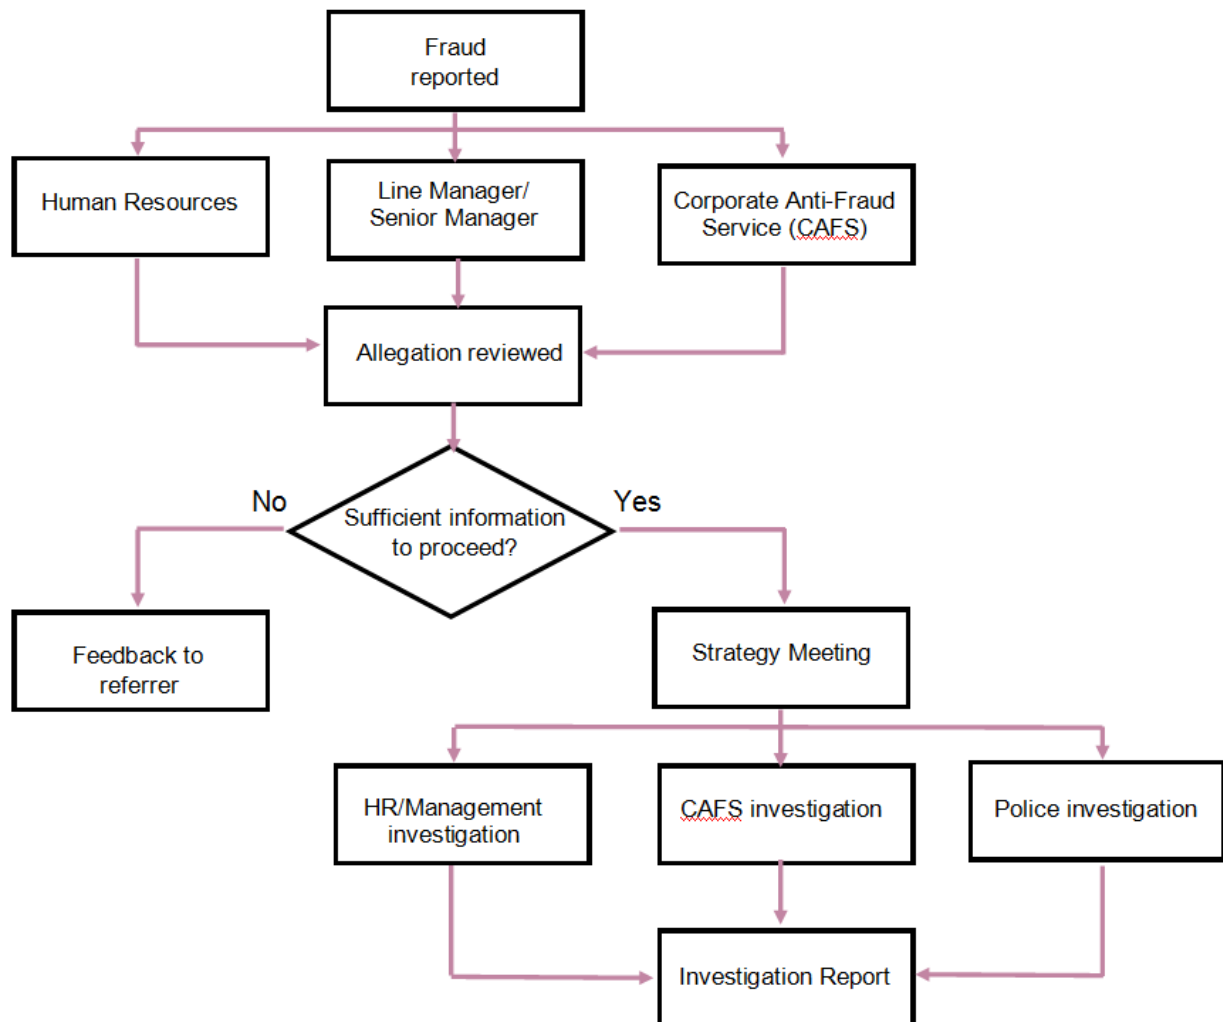 Fraud
reported
Human Resources
Line Manager/
Senior Manager
Corporate Anti-Fraud
Service (CAFS)
Allegation reviewed
No
Yes
Sufficient information
to proceed?
Feedback to
referrer
Strategy Meeting
HR/Management
investigation
CAFS investigation
Police investigation
Investigation Report